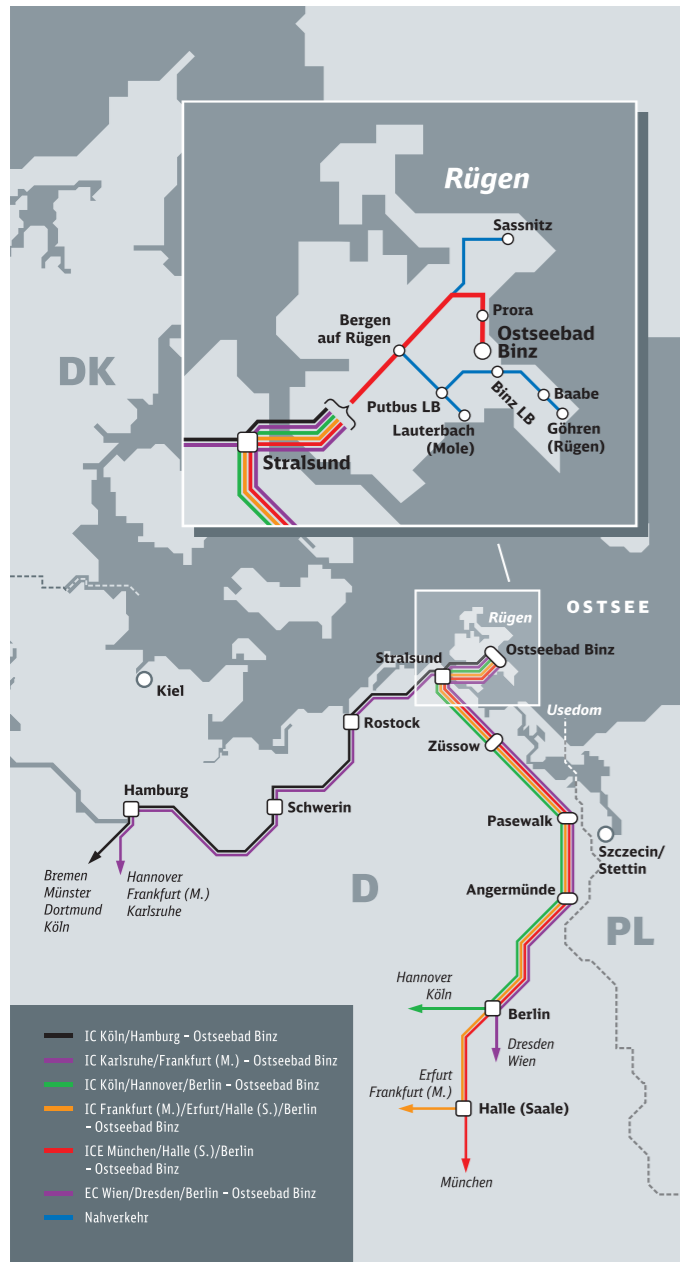 Rügen
Sassnitz
Prora
Bergen
auf Rügen
Ostseebad
Binz
DK
Putbus LB
Binz LB
Baabe
Lauterbach
(Mole)
Göhren
(Rügen)
Stralsund
OSTSEE
Rügen
Stralsund
Ostseebad Binz
Kiel
Usedom
Rostock
Züssow
Hamburg
Schwerin
Pasewalk
Szczecin/
Stettin
Bremen
Münster
Dortmund
Köln
Hannover
Frankfurt (M.)
Karlsruhe
D
Angermünde
PL
Hannover
Köln
Berlin
Dresden
Wien
Erfurt
Frankfurt (M.)
Halle (Saale)
München
IC Köln/Hamburg – Ostseebad Binz
IC Karlsruhe/Frankfurt (M.) – Ostseebad Binz
IC Köln/Hannover/Berlin – Ostseebad Binz
IC Frankfurt (M.)/Erfurt/Halle (S.)/Berlin
– Ostseebad Binz
ICE München/Halle (S.)/Berlin
– Ostseebad Binz
EC Wien/Dresden/Berlin – Ostseebad Binz
Nahverkehr